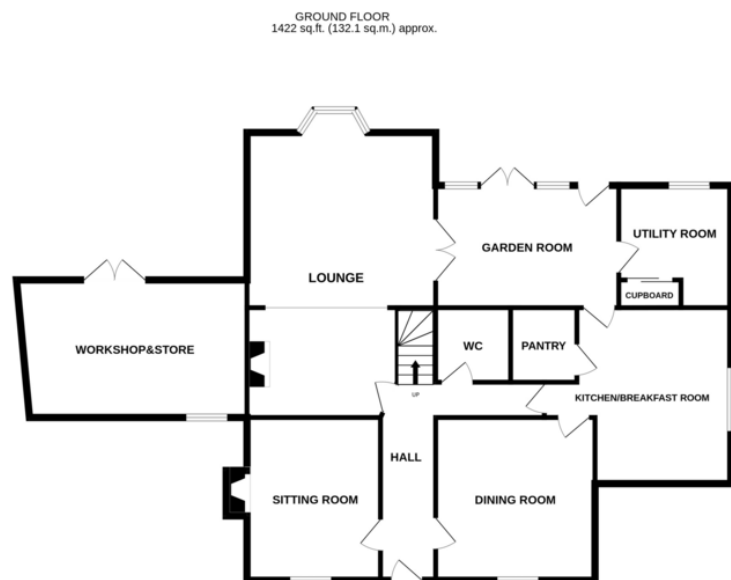 GROUND FLOOR
1422 sq.ft. (132.1 sq.m.) approx.
UTILITY ROOM
GARDEN ROOM
LOUNGE
CUPBOARD
WORKSHOP&STORE
WC
PANTRY
UP
KITCHEN/BREAKFAST ROOM
HALL
SITTING ROOM
DINING ROOM